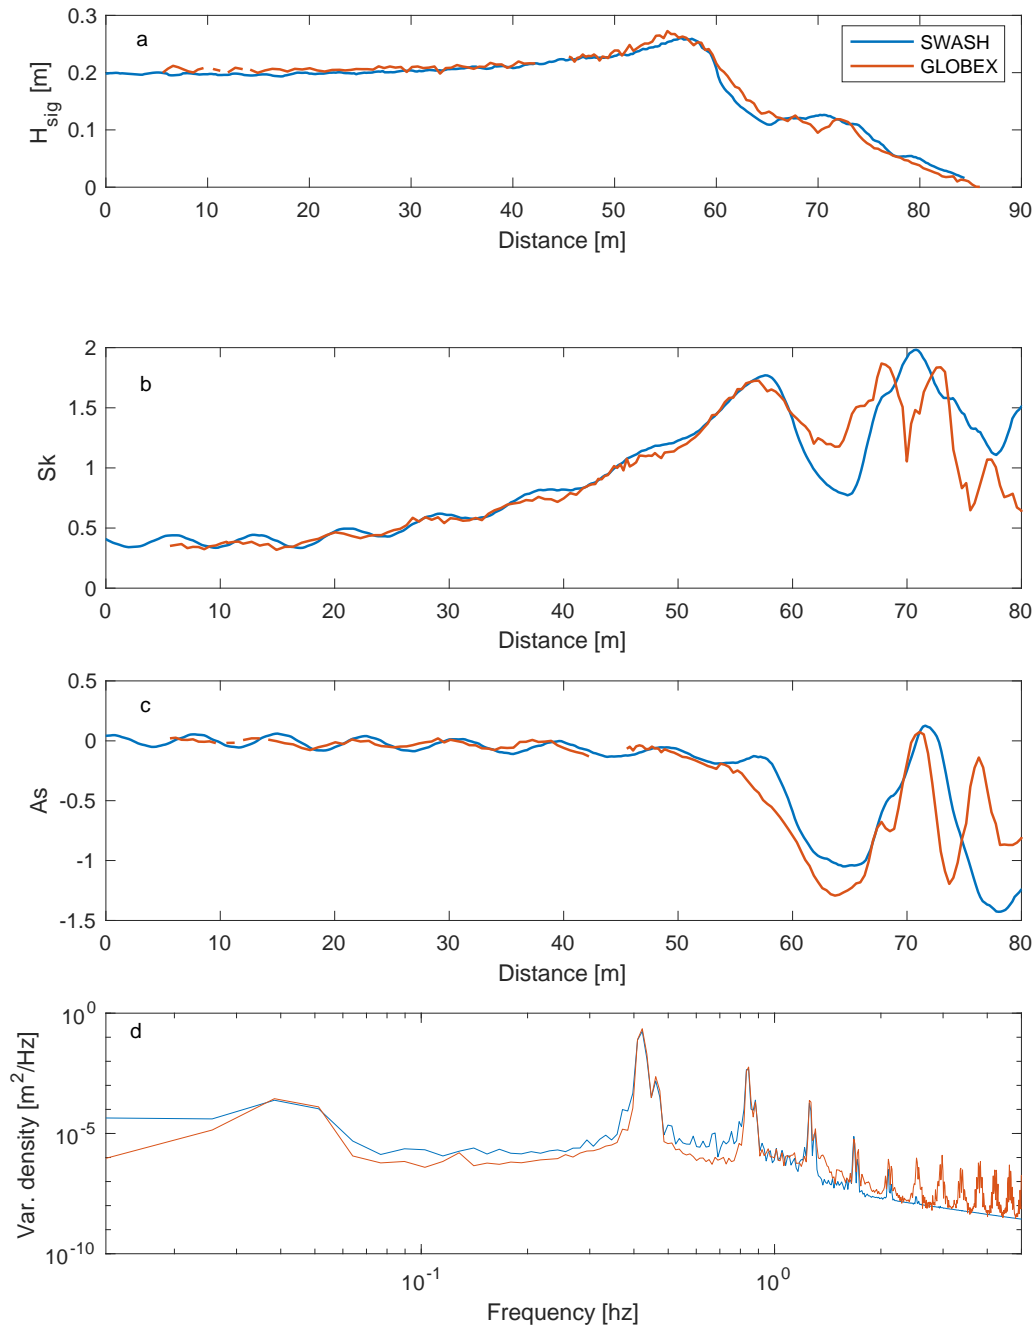 0.3
a
SWASH
GLOBEX
0.2
0.1
0
H_sig [m]
0 10 20 30 40 50 60 70 80 90
Distance [m]
2
b
1.5
1
0.5
0
Sk
0 10 20 30 40 50 60 70 80
Distance [m]
0.5
c
0
-0.5
-1
-1.5
As
0 10 20 30 40 50 60 70 80
Distance [m]
10^0
d
10^-5
10^-10
Var. density [m^2/Hz]
10^-1 10^0
Frequency [hz]